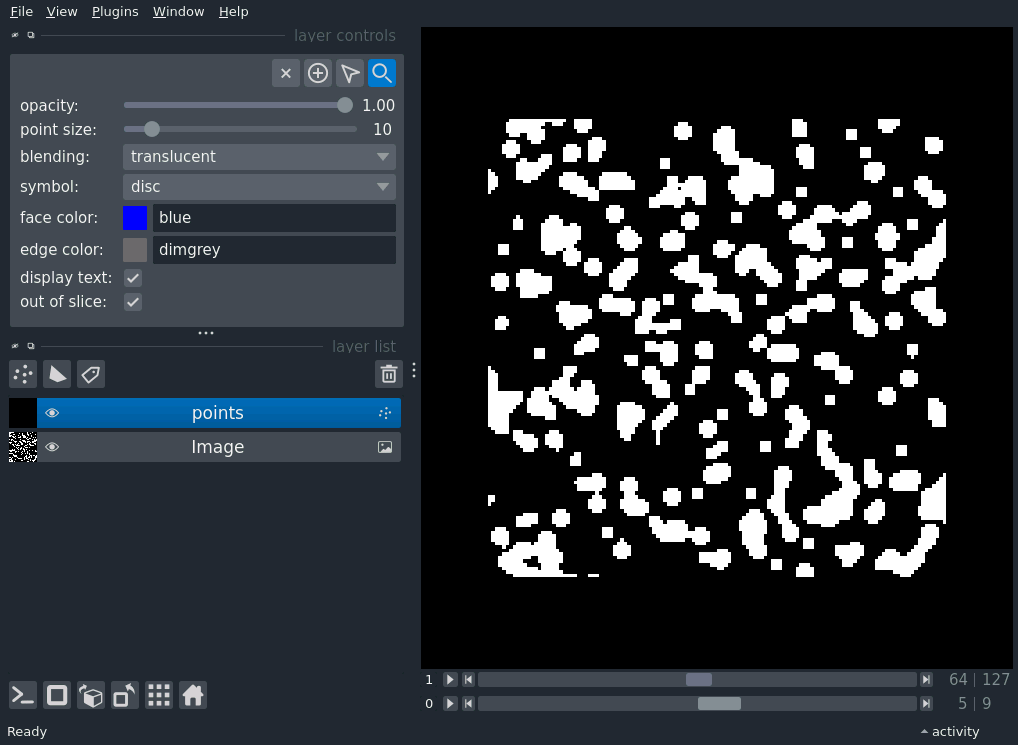 File View Plugins Window Help
layer controls
opacity: 1.00
point size: 10
blending: translucent
symbol: disc
face color: blue
edge color: dimgrey
display text:
out of slice:
layer list
points
Image
1 64 | 127
0 5 | 9
Ready activity